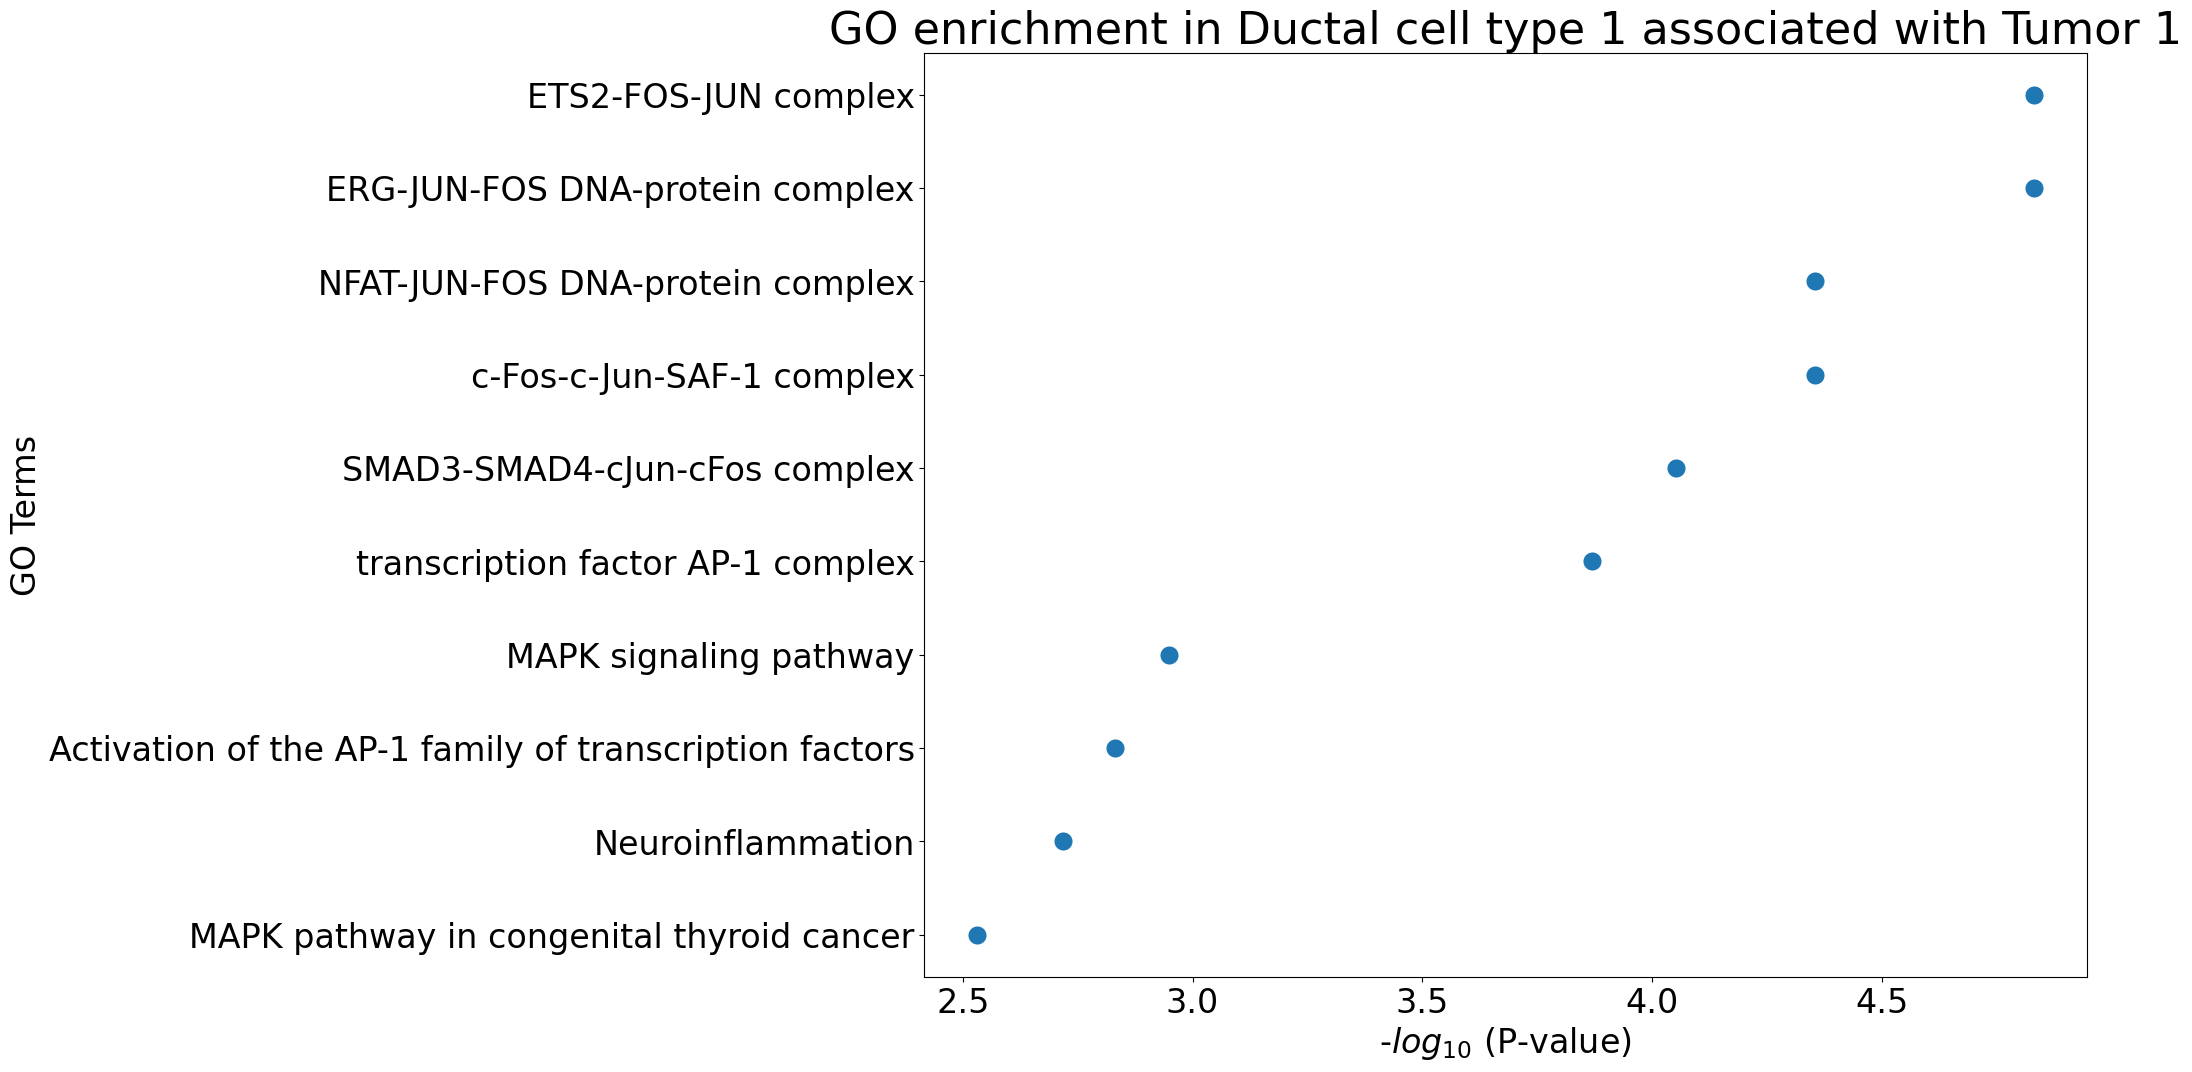 GO enrichment in Ductal cell type 1 associated with Tumor 1
ETS2-FOS-JUN complex
ERG-JUN-FOS DNA-protein complex
NFAT-JUN-FOS DNA-protein complex
c-Fos-c-Jun-SAF-1 complex
SMAD3-SMAD4-cJun-cFos complex
transcription factor AP-1 complex
MAPK signaling pathway
Activation of the AP-1 family of transcription factors
Neuroinflammation
MAPK pathway in congenital thyroid cancer
GO Terms
2.5 3.0 3.5 4.0 4.5
-log₁₀ (P-value)